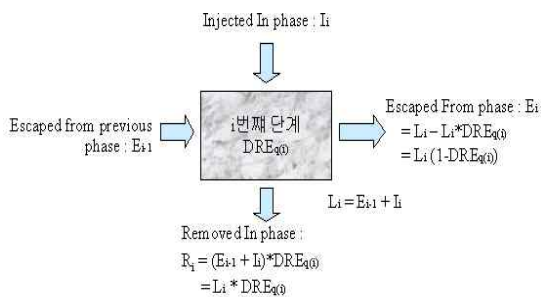 Injected In phase : Ii
Escaped from previous
phase : Ei-1
i번째 단계
DREq(i)
Escaped From phase : Ei
= Li – Li*DREq(i)
= Li (1-DREq(i))
Li = Ei-1 + Ii
Removed In phase :
Ri = (Ei-1 + Ii)*DREq(i)
= Li * DREq(i)